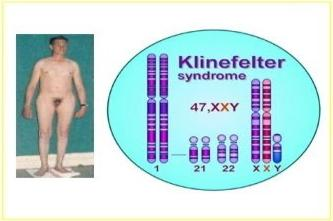 Klinefelter
syndrome
47,XXY
1
21
22
X X Y